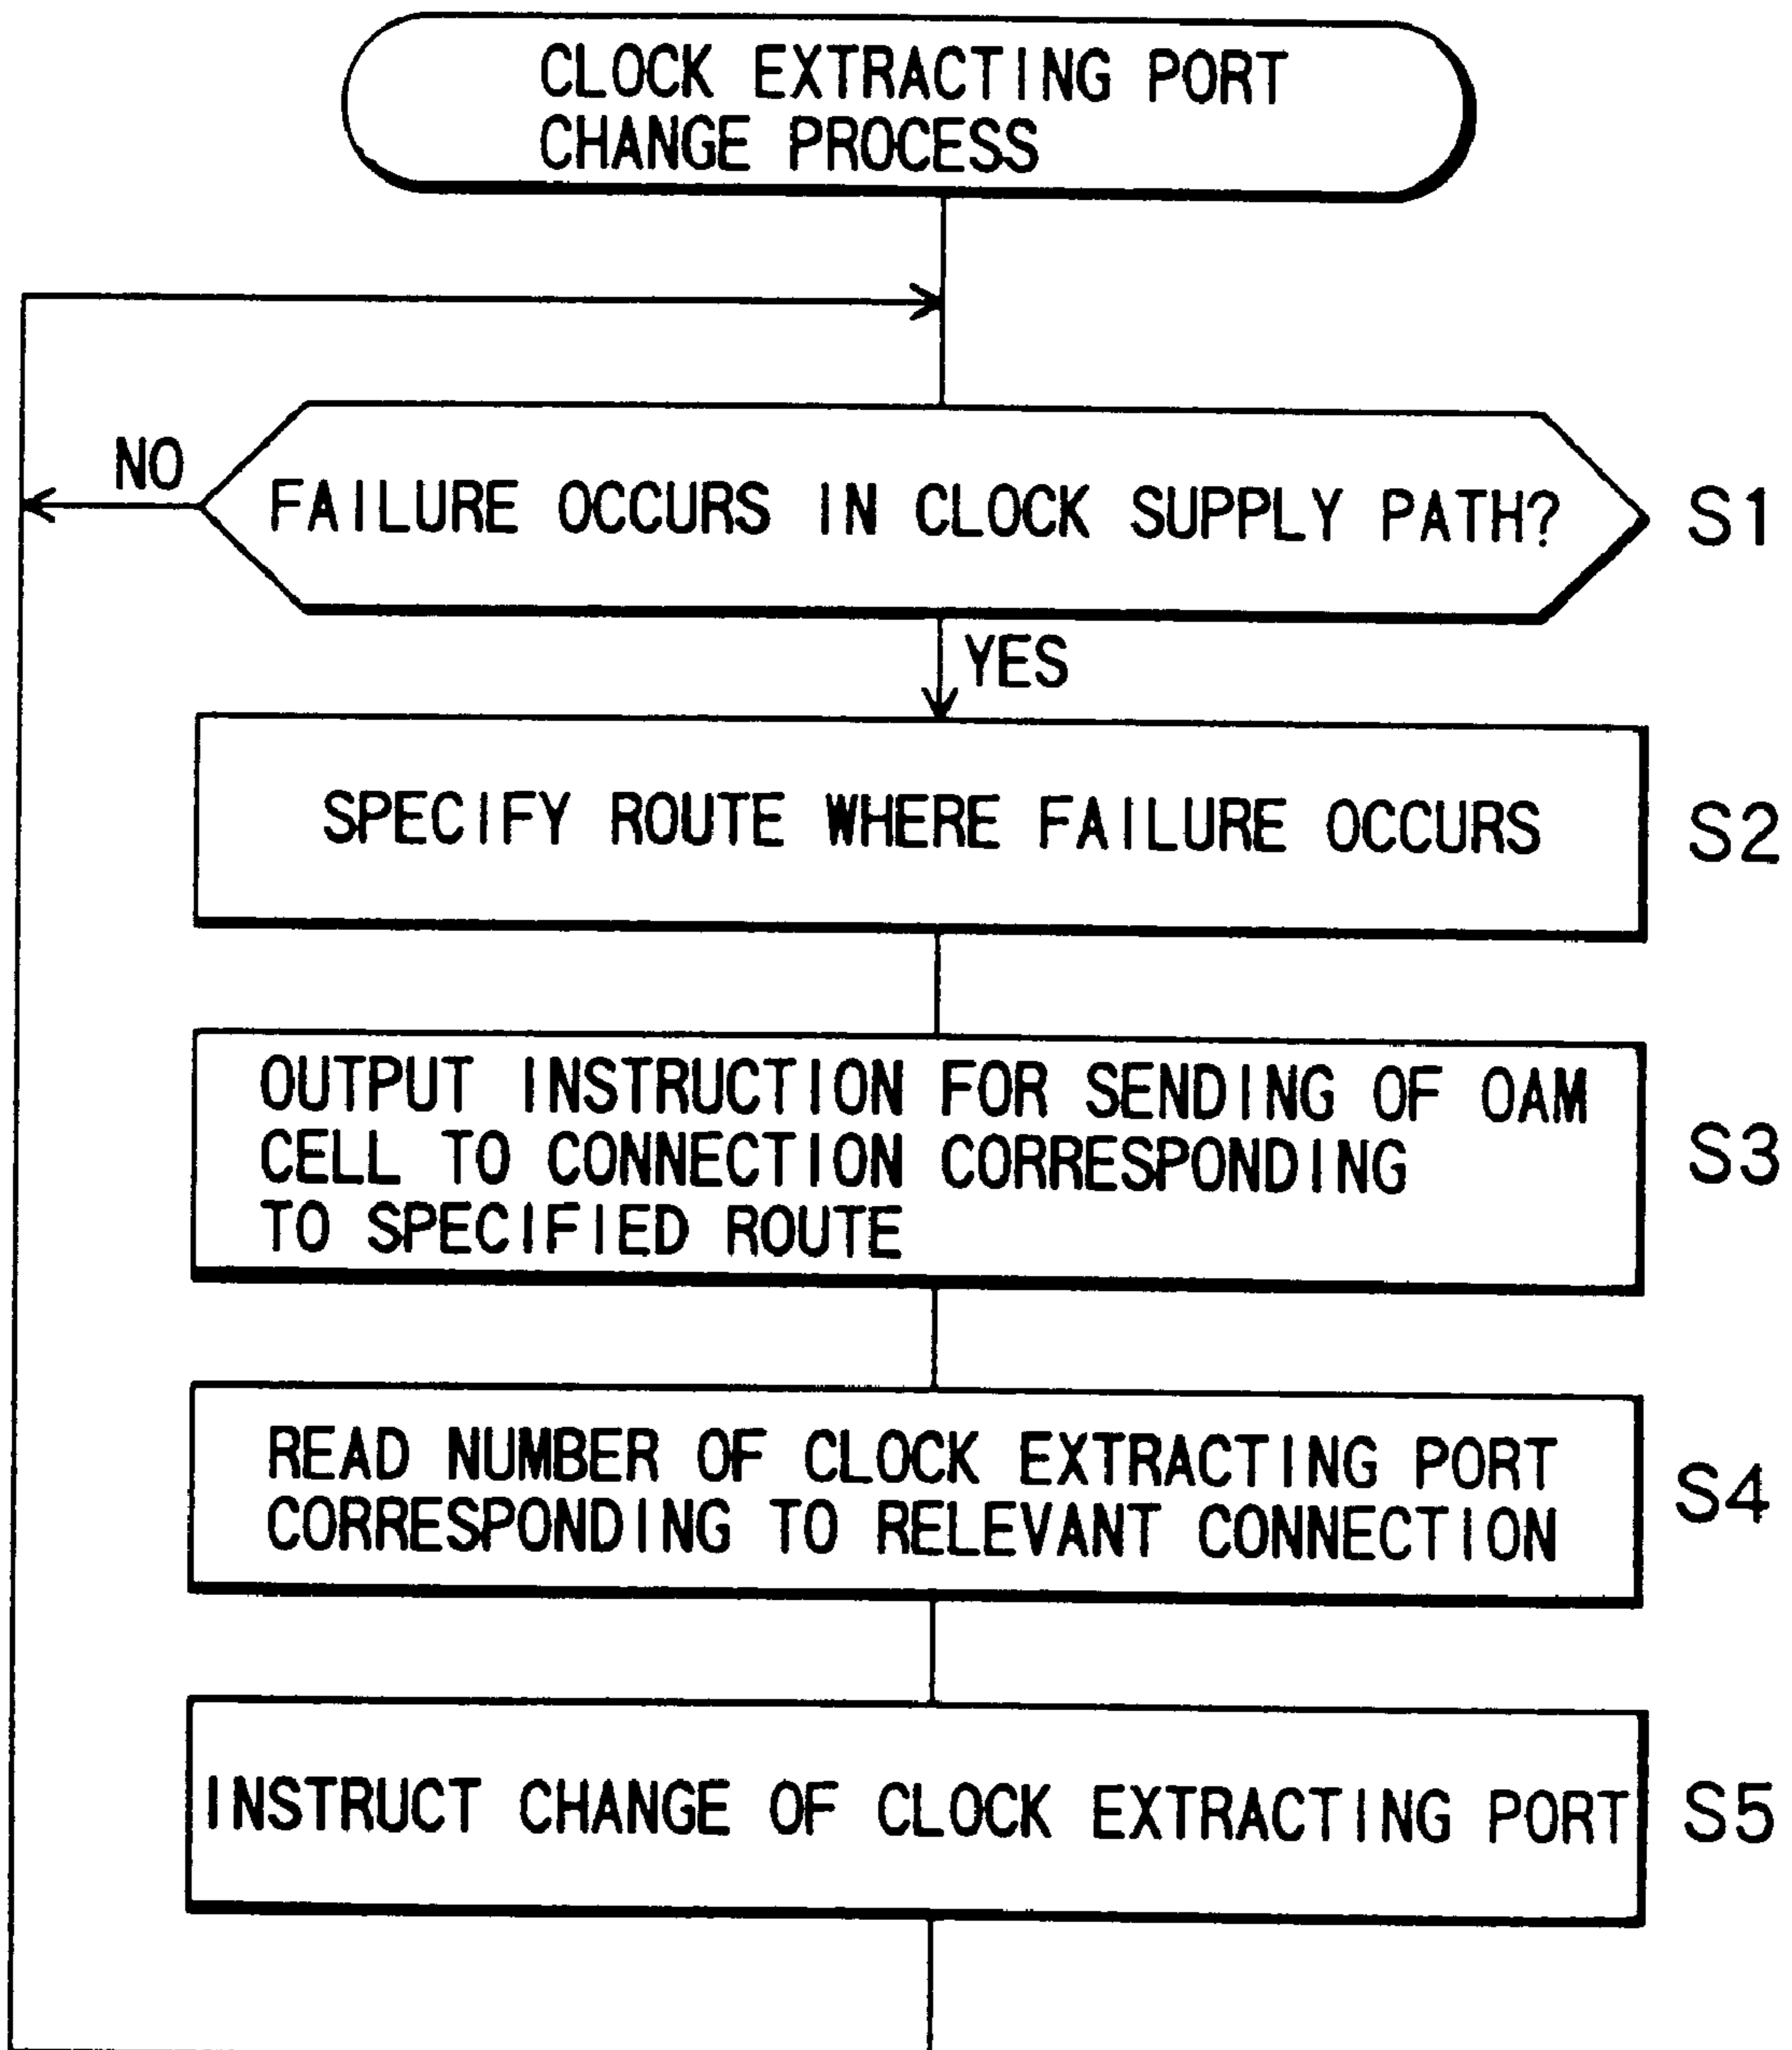 CLOCK EXTRACTING PORT
CHANGE PROCESS
NO
FAILURE OCCURS IN CLOCK SUPPLY PATH?
S1
YES
SPECIFY ROUTE WHERE FAILURE OCCURS
S2
OUTPUT INSTRUCTION FOR SENDING OF OAM
CELL TO CONNECTION CORRESPONDING
TO SPECIFIED ROUTE
S3
READ NUMBER OF CLOCK EXTRACTING PORT
CORRESPONDING TO RELEVANT CONNECTION
S4
INSTRUCT CHANGE OF CLOCK EXTRACTING PORT
S5